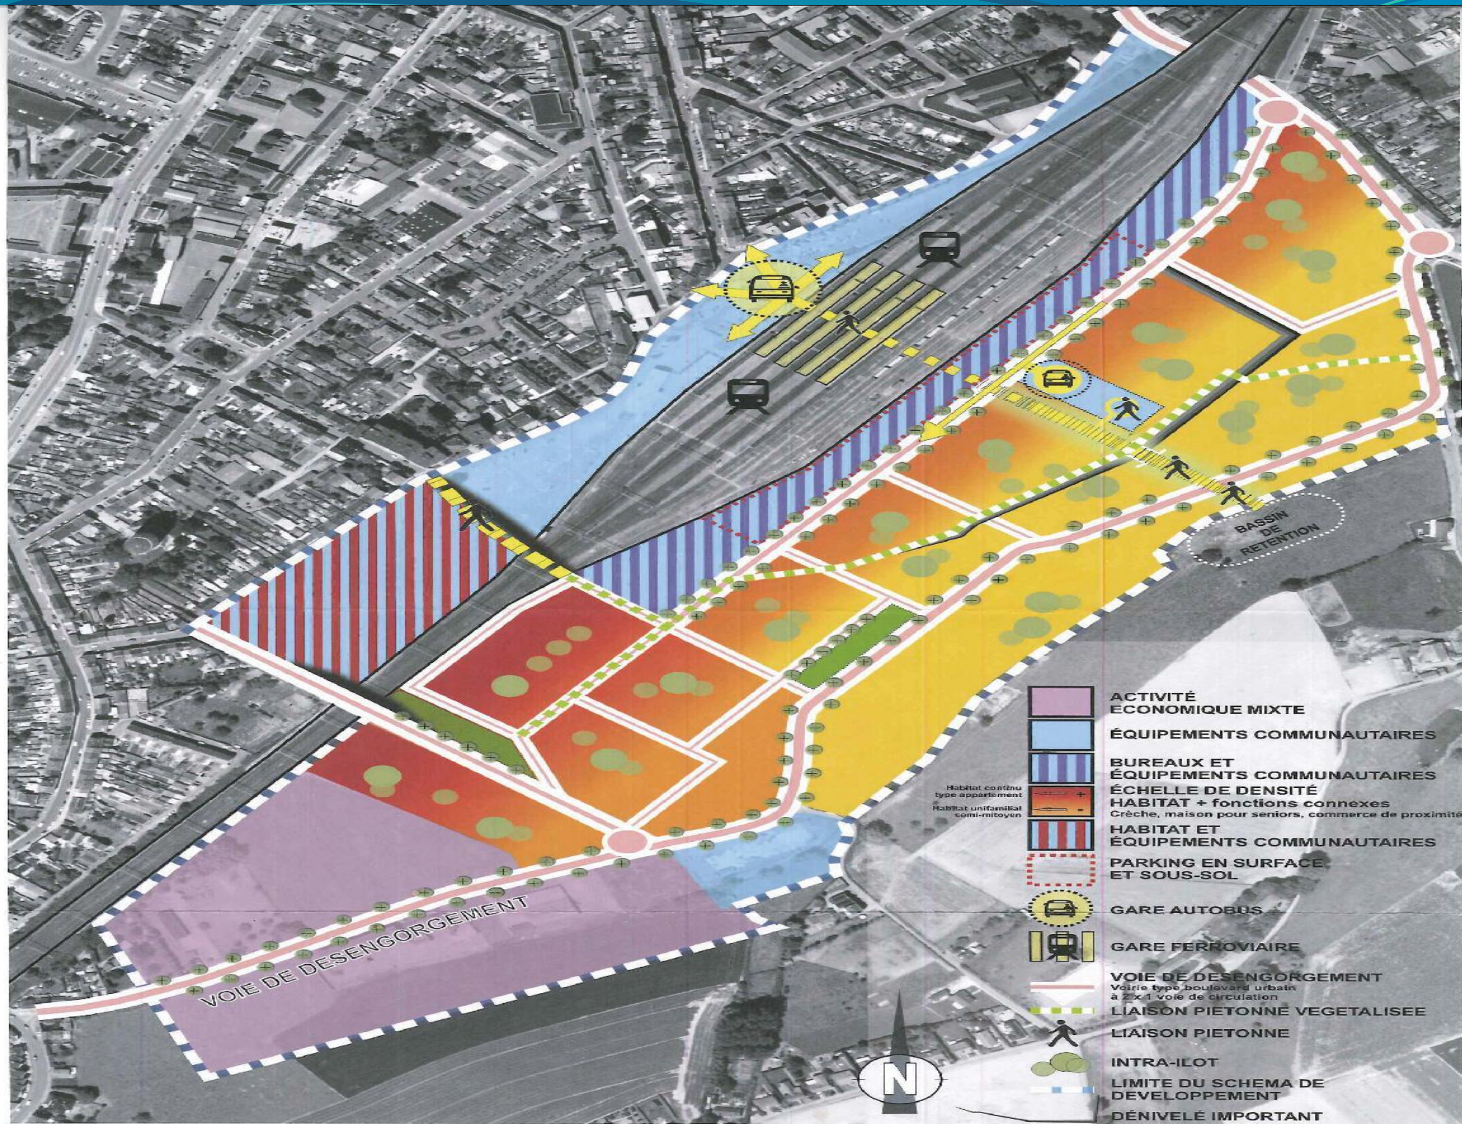 BASSIN
DE
RETENTION
VOIE DE DESENGORGEMENT
ACTIVITÉ
ECONOMIQUE MIXTE
ÉQUIPEMENTS COMMUNAUTAIRES
BUREAUX ET
ÉQUIPEMENTS COMMUNAUTAIRES
Habitat continu
type appartement
Habitat unifamilial
semi-mitoyen
ÉCHELLE DE DENSITÉ
HABITAT + fonctions connexes
Crèche, maison pour seniors, commerce de proximité
HABITAT ET
ÉQUIPEMENTS COMMUNAUTAIRES
PARKING EN SURFACE
ET SOUS-SOL
GARE AUTOBUS
GARE FERROVIAIRE
VOIE DE DESENGORGEMENT
Voirie type boulevard urbain
à 2 x 1 voie de circulation
LIAISON PIETONNE VEGETALISEE
LIAISON PIETONNE
INTRA-ILOT
LIMITE DU SCHEMA DE
DEVELOPPEMENT
DÉNIVELÉ IMPORTANT
N